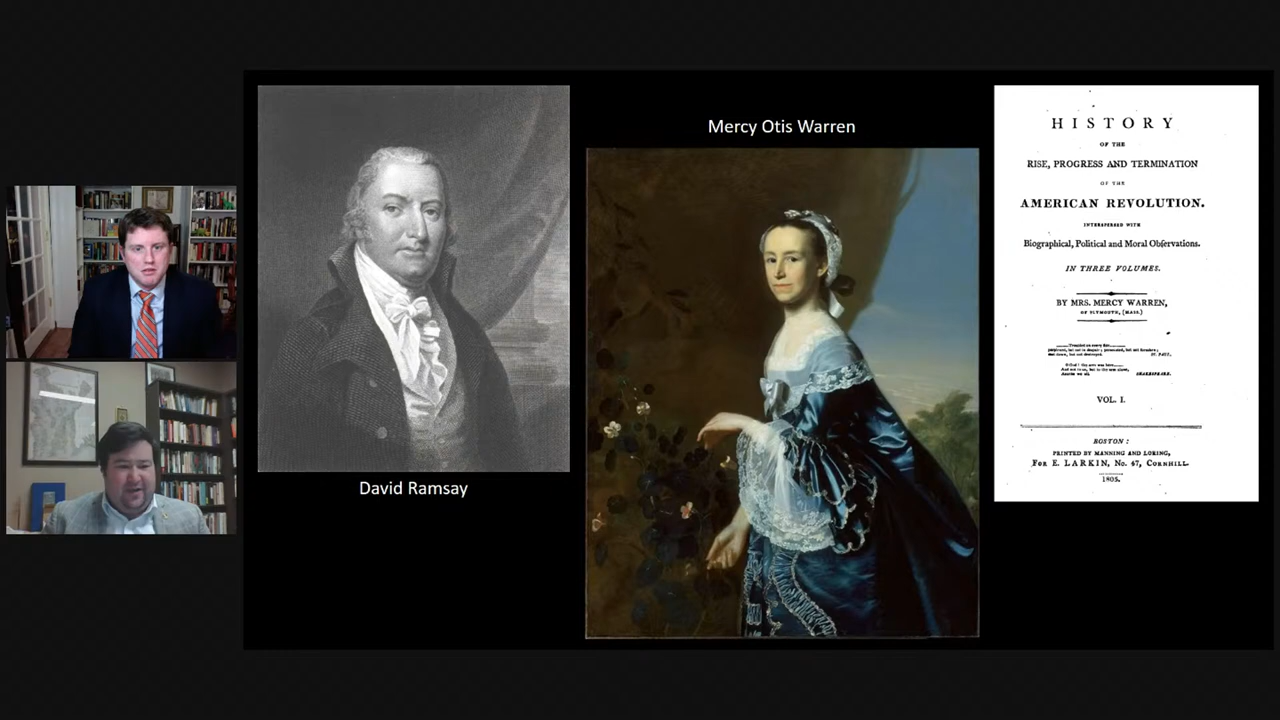 David Ramsay
Mercy Otis Warren
HISTORY
OF THE
RISE, PROGRESS AND TERMINATION
OF THE
AMERICAN REVOLUTION.
INTERSPERSED WITH
Biographical, Political and Moral Obſervations.
IN THREE VOLUMES.
BY MRS. MERCY WARREN,
OF PLYMOUTH, (MASS.)
ST. PAUL.
SHAKESPEARE.
VOL. I.
BOSTON:
PRINTED BY MANNING AND LORING,
FOR E. LARKIN, No. 47, CORNHILL.
1805.